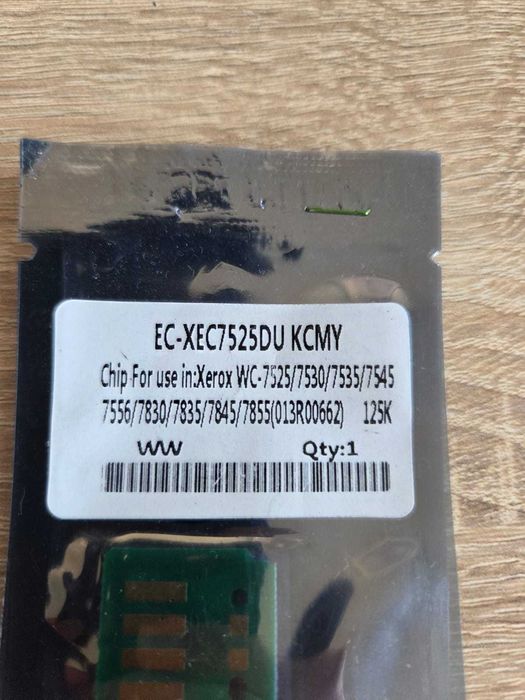 EC-XEC7525DU KCMY
Chip For use in:Xerox WC-7525/7530/7535/7545
7556/7830/7835/7845/7855(013R00662) 125K
WW Qty:1